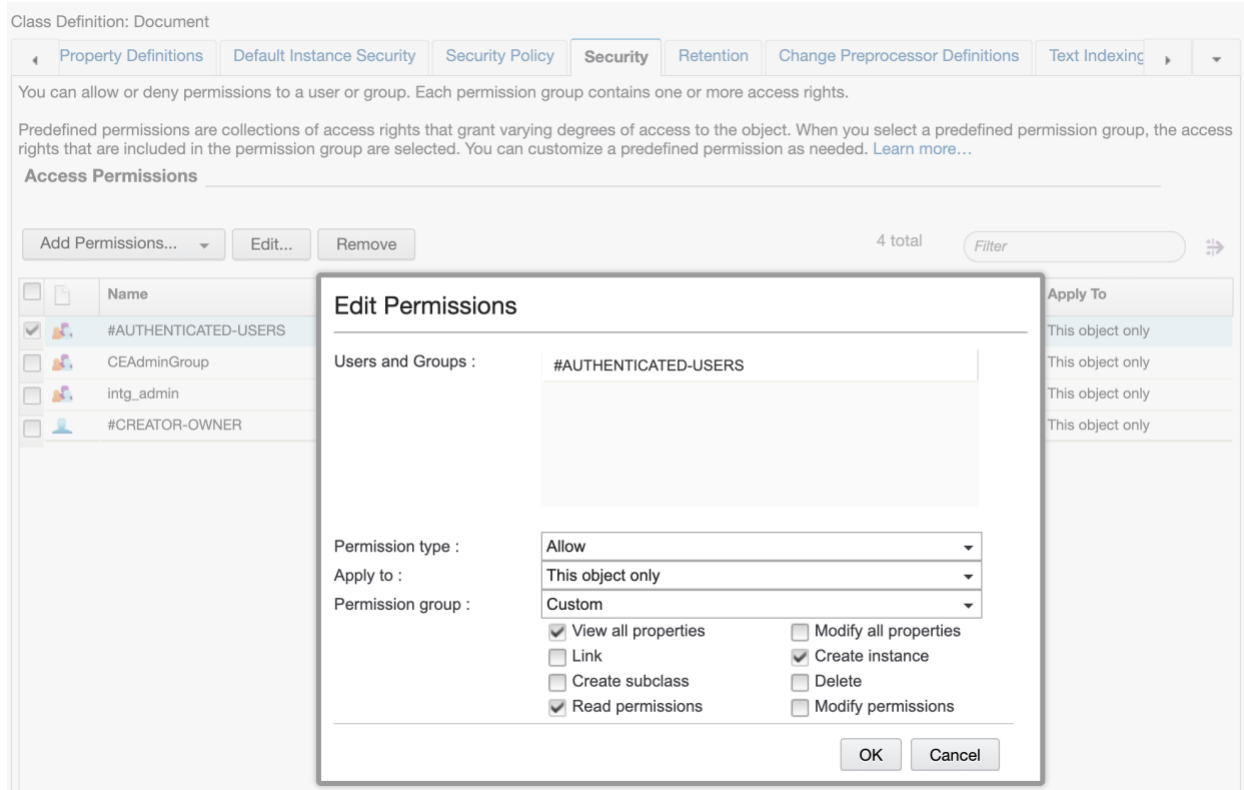 Class Definition: Document
Property Definitions Default Instance Security Security Policy Security Retention Change Preprocessor Definitions Text Indexing
You can allow or deny permissions to a user or group. Each permission group contains one or more access rights.
Predefined permissions are collections of access rights that grant varying degrees of access to the object. When you select a predefined permission group, the access
rights that are included in the permission group are selected. You can customize a predefined permission as needed. Learn more…
Access Permissions
Add Permissions... Edit... Remove 4 total Filter
Name Apply To
#AUTHENTICATED-USERS This object only
CEAdminGroup This object only
intg_admin This object only
#CREATOR-OWNER This object only
Edit Permissions
Users and Groups : #AUTHENTICATED-USERS
Permission type : Allow
Apply to : This object only
Permission group : Custom
View all properties Modify all properties
Link Create instance
Create subclass Delete
Read permissions Modify permissions
OK Cancel